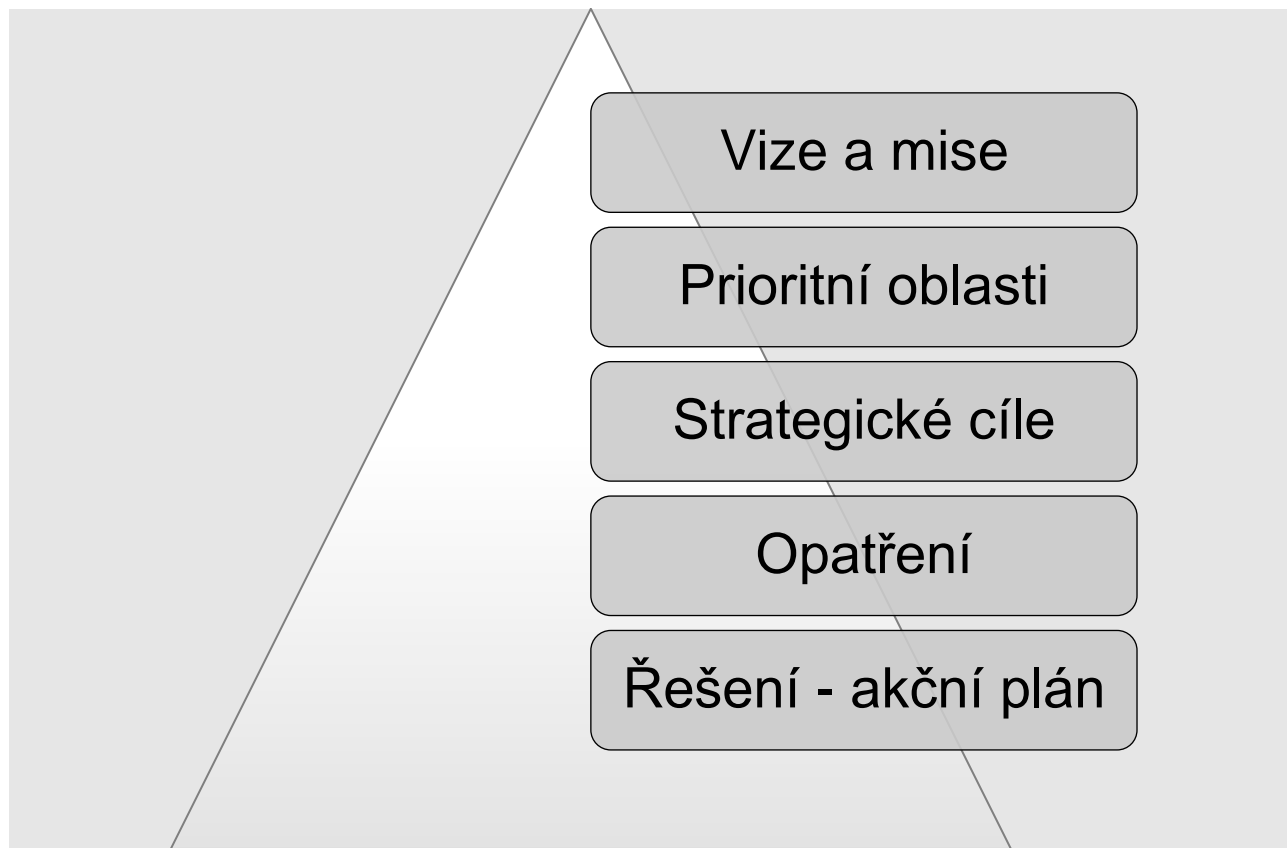 Vize a mise
Prioritní oblasti
Strategické cíle
Opatření
Řešení - akční plán